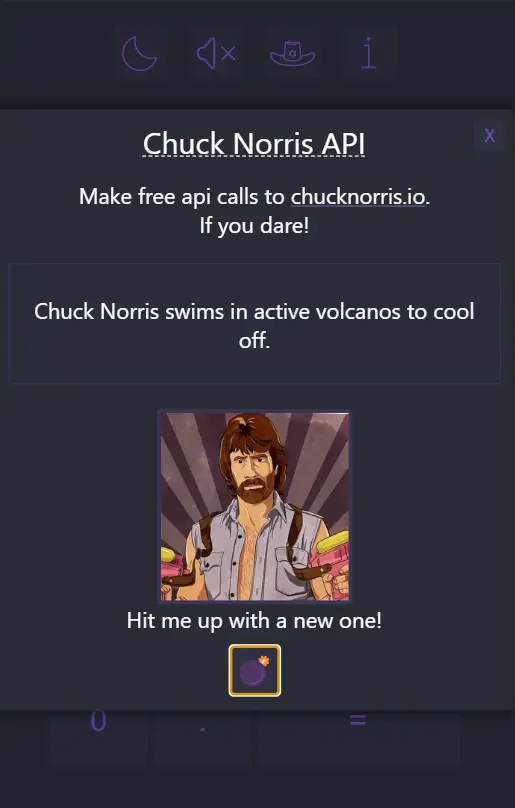 Chuck Norris API
X
Make free api calls to chucknorris.io.
If you dare!
Chuck Norris swims in active volcanos to cool
off.
Hit me up with a new one!
0 . =